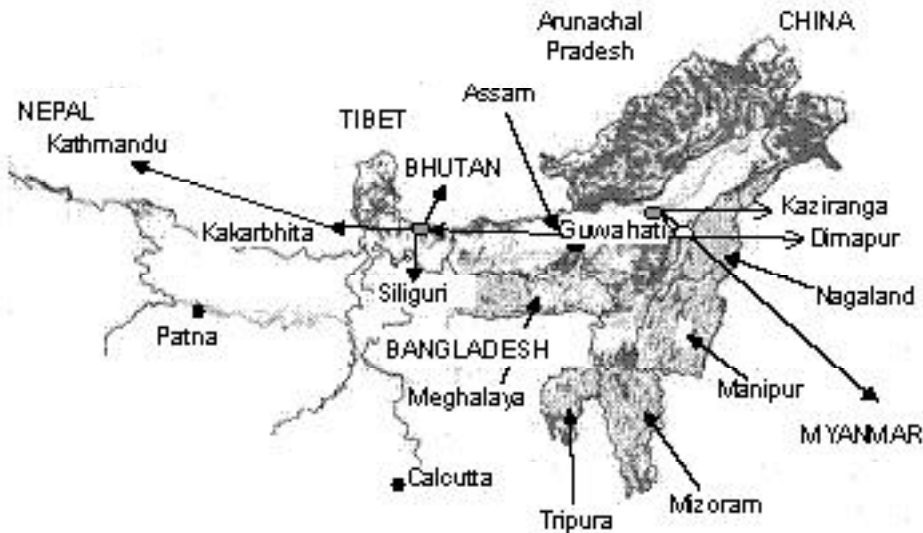 Arunachal
Pradesh
CHINA
Assam
NEPAL
Kathmandu
TIBET
BHUTAN
Kaziranga
Kakarbhita
Guwahati
Dimapur
Siliguri
Nagaland
Patna
BANGLADESH
Meghalaya
Manipur
MYANMAR
Calcutta
Mizoram
Tripura